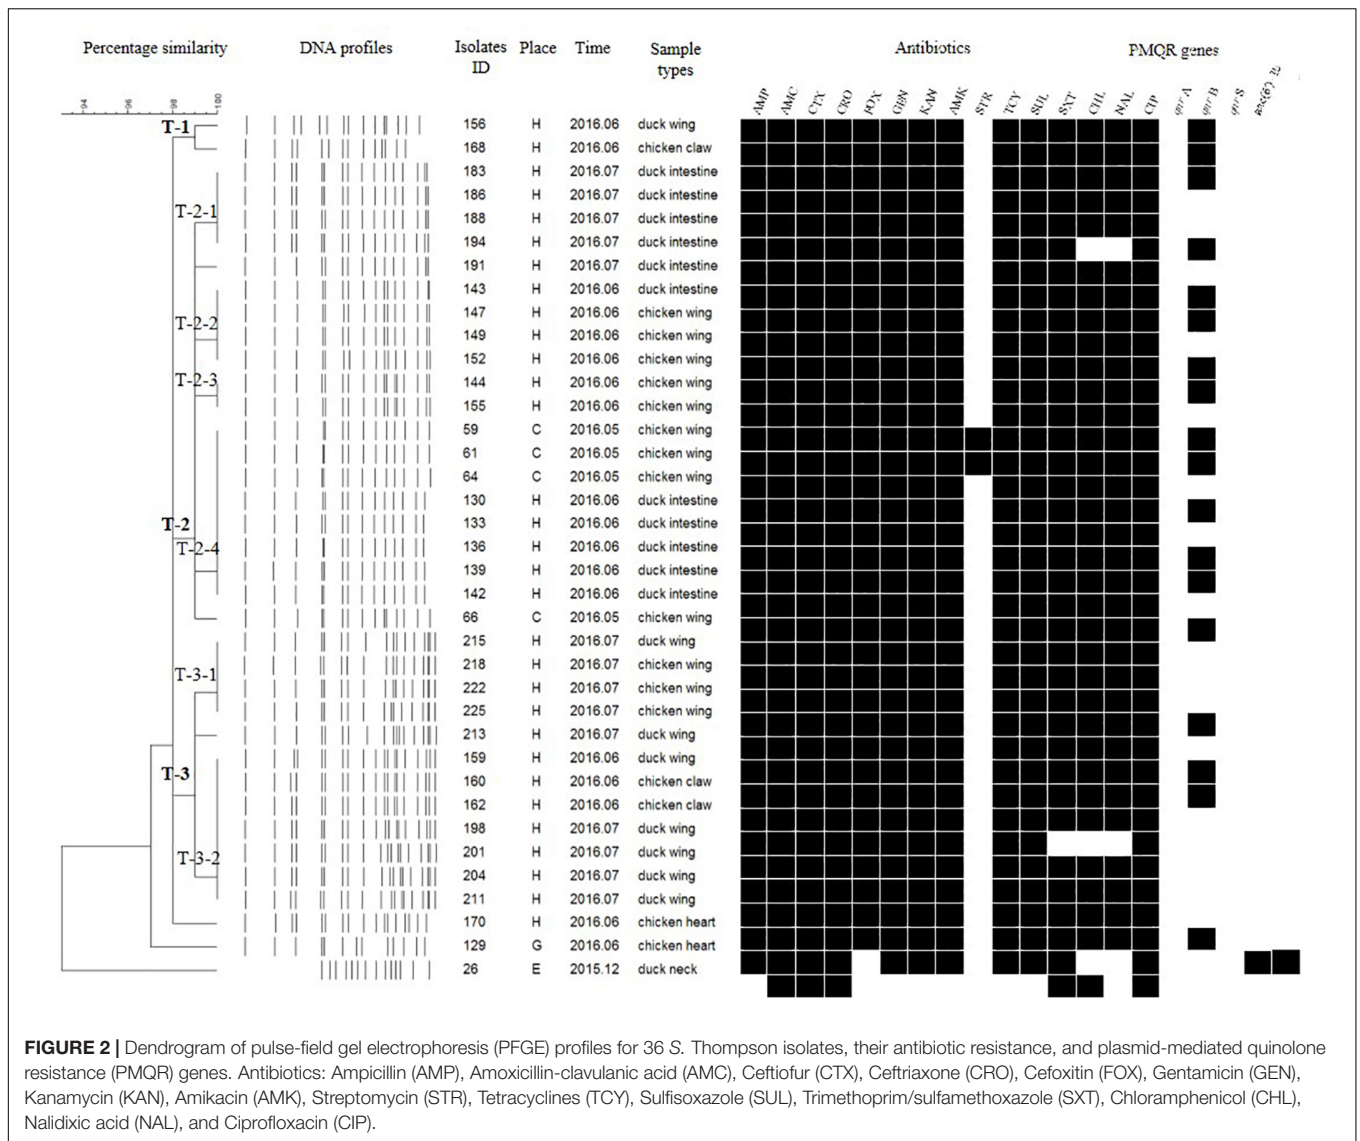 Percentage similarity DNA profiles Isolates ID Place Time Sample types Antibiotics PMQR genes
94 96 98 100
AMP AMC CTX CRO FOX GEN KAN AMK STR TCY SUL SXT CHL NAL CIP qnr A qnr B qnr S
T-1 156 H 2016.06 duck wing
168 H 2016.06 chicken claw
183 H 2016.07 duck intestine
186 H 2016.07 duck intestine
T-2-1 188 H 2016.07 duck intestine
194 H 2016.07 duck intestine
191 H 2016.07 duck intestine
143 H 2016.06 duck intestine
147 H 2016.06 chicken wing
T-2-2 149 H 2016.06 chicken wing
152 H 2016.06 chicken wing
T-2-3 144 H 2016.06 chicken wing
155 H 2016.06 chicken wing
59 C 2016.05 chicken wing
61 C 2016.05 chicken wing
64 C 2016.05 chicken wing
130 H 2016.06 duck intestine
T-2 133 H 2016.06 duck intestine
T-2-4 136 H 2016.06 duck intestine
139 H 2016.06 duck intestine
142 H 2016.06 duck intestine
66 C 2016.05 chicken wing
215 H 2016.07 duck wing
218 H 2016.07 chicken wing
T-3-1 222 H 2016.07 chicken wing
225 H 2016.07 chicken wing
213 H 2016.07 duck wing
159 H 2016.06 duck wing
T-3 160 H 2016.06 chicken claw
162 H 2016.06 chicken claw
198 H 2016.07 duck wing
T-3-2 201 H 2016.07 duck wing
204 H 2016.07 duck wing
211 H 2016.07 duck wing
170 H 2016.06 chicken heart
129 G 2016.06 chicken heart
26 E 2015.12 duck neck
FIGURE 2 | Dendrogram of pulse-field gel electrophoresis (PFGE) profiles for 36 S. Thompson isolates, their antibiotic resistance, and plasmid-mediated quinolone
resistance (PMQR) genes. Antibiotics: Ampicillin (AMP), Amoxicillin-clavulanic acid (AMC), Ceftiofur (CTX), Ceftriaxone (CRO), Cefoxitin (FOX), Gentamicin (GEN),
Kanamycin (KAN), Amikacin (AMK), Streptomycin (STR), Tetracyclines (TCY), Sulfisoxazole (SUL), Trimethoprim/sulfamethoxazole (SXT), Chloramphenicol (CHL),
Nalidixic acid (NAL), and Ciprofloxacin (CIP).